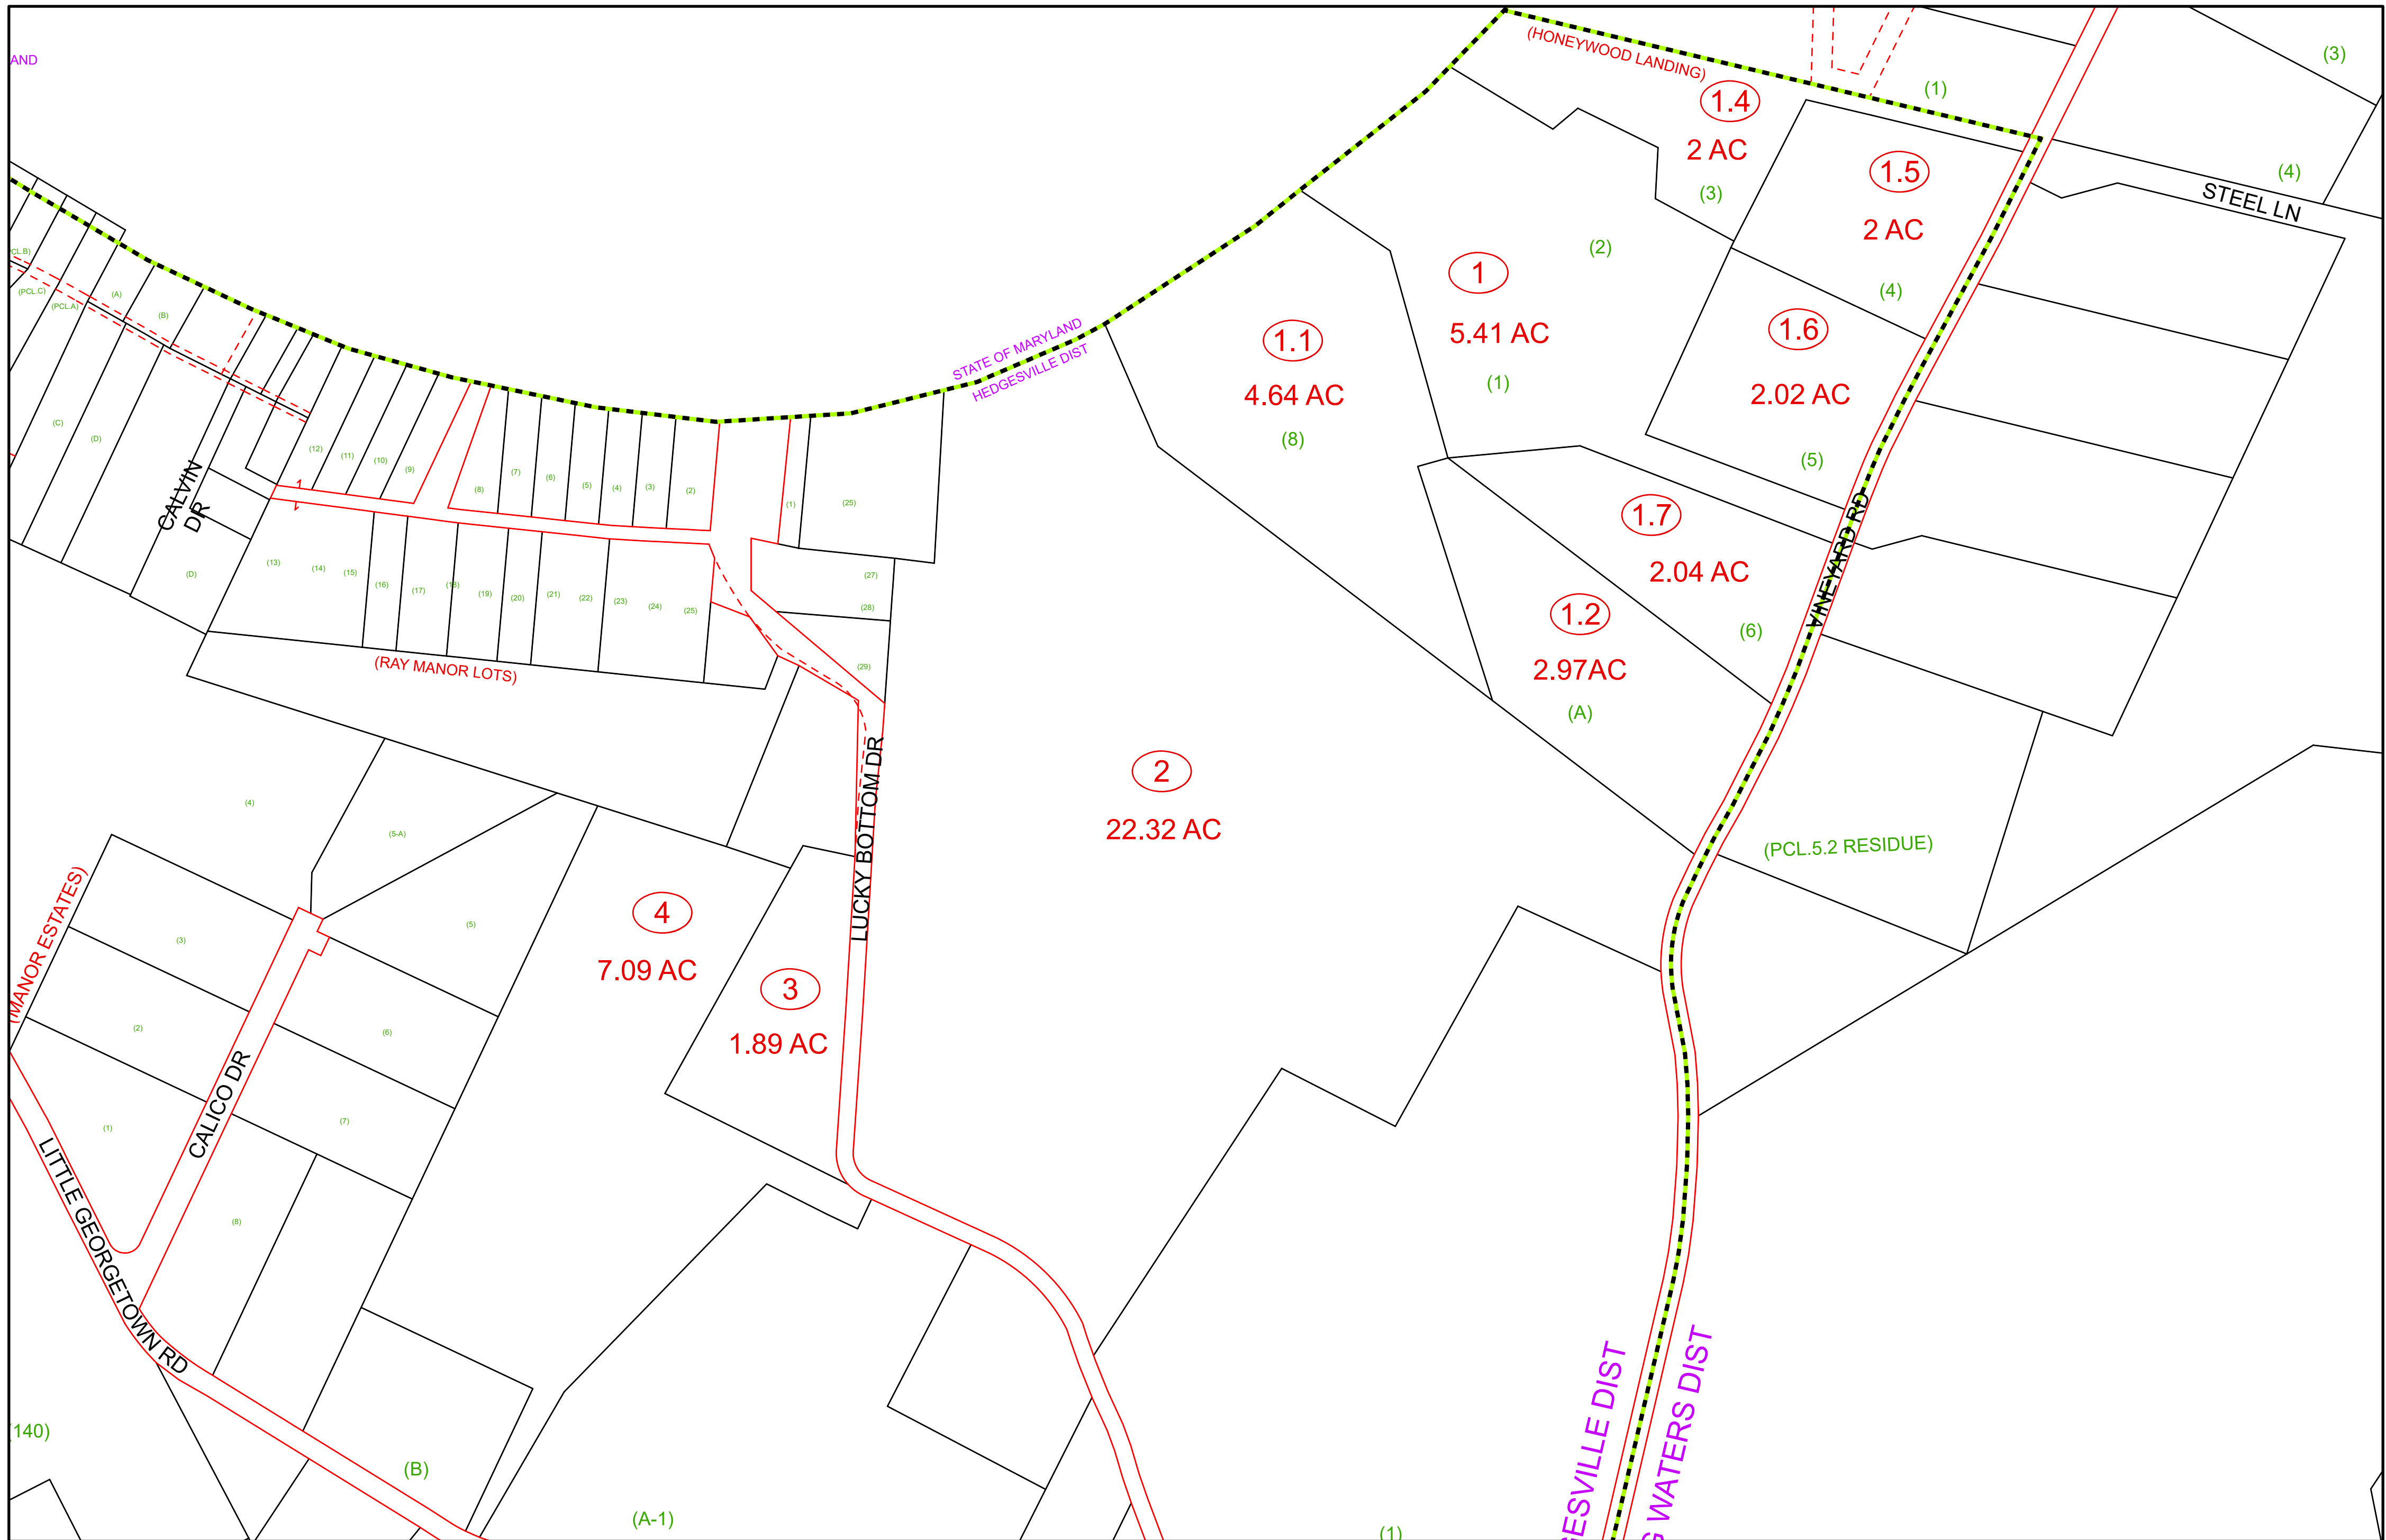 AND
(HONEYWOOD LANDING)
(3)
(1)
1.4
2 AC
(3)
(4)
STEEL LN
1.5
2 AC
(4)
(2)
1
5.41 AC
(1)
1.1
4.64 AC
(8)
1.6
2.02 AC
(5)
STATE OF MARYLAND
HEDGESVILLE DIST
(PCL.C)
(PCL.A)
(A)
(B)
(C)
(D)
CALVIN
DR
(D)
(12)
(11)
(10)
(9)
(8)
(7)
(6)
(5)
(4)
(3)
(2)
(1)
(25)
(13)
(14)
(15)
(16)
(17)
(18)
(19)
(20)
(21)
(22)
(23)
(24)
(25)
(27)
(28)
(29)
(RAY MANOR LOTS)
1.7
2.04 AC
(6)
VINEYARD RD
1.2
2.97AC
(A)
2
22.32 AC
(PCL.5.2 RESIDUE)
LUCKY BOTTOM DR
(4)
(5-A)
(5)
(3)
(2)
(6)
(7)
(1)
(8)
(MANOR ESTATES)
CALICO DR
LITTLE GEORGETOWN RD
4
7.09 AC
3
1.89 AC
140)
(B)
(A-1)
(1)
GESVILLE DIST
G WATERS DIST